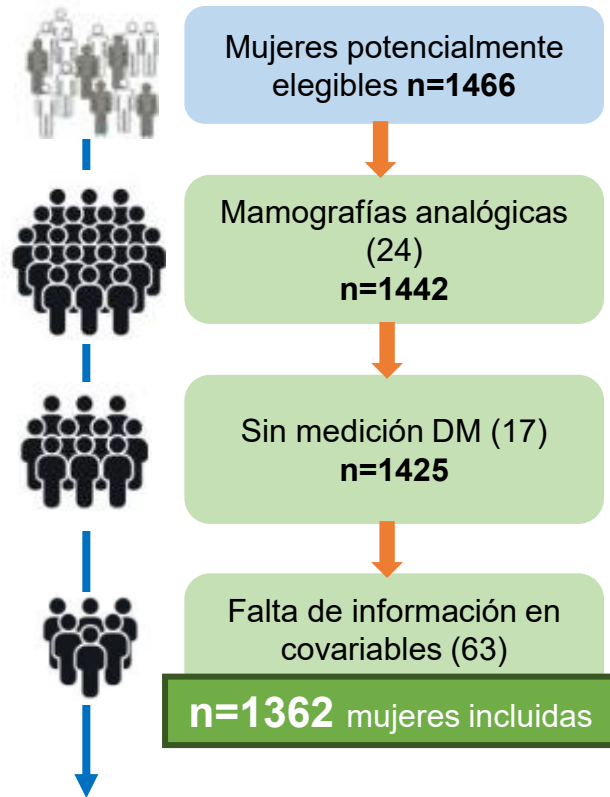 Mujeres potencialmente
elegibles n=1466
Mamografías analógicas
(24)
n=1442
Sin medición DM (17)
n=1425
Falta de información en
covariables (63)
n=1362 mujeres incluidas